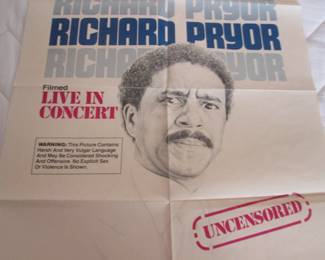 RICHARD PRYOR
RICHARD PRYOR
RICHARD PRYOR
Filmed
LIVE IN
CONCERT
WARNING: This Picture Contains
Harsh And Very Vulgar Language
And May Be Considered Shocking
And Offensive. No Explicit Sex
Or Violence Is Shown.
UNCENSORED